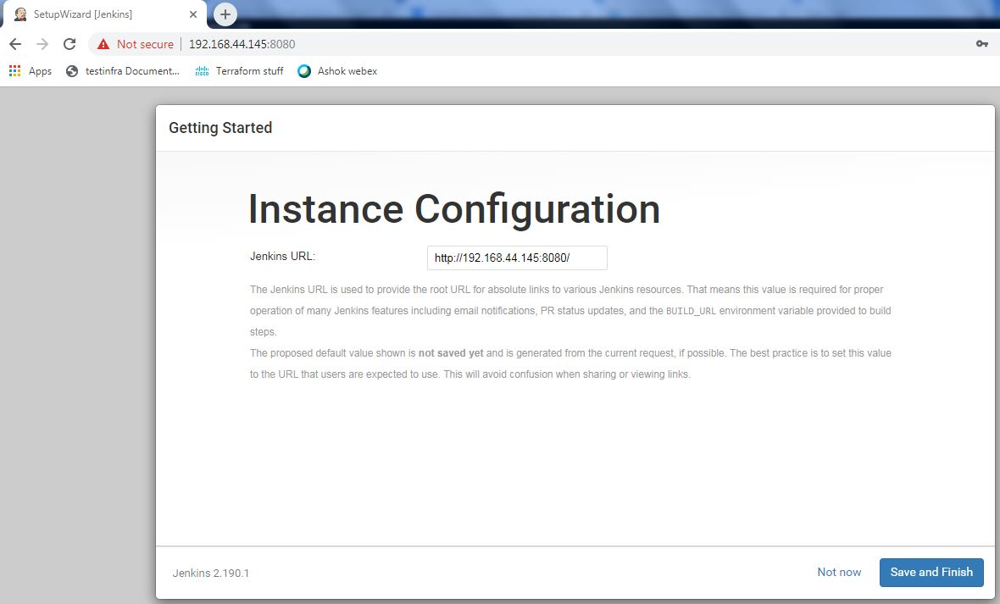 SetupWizard [Jenkins]
Not secure | 192.168.44.145:8080
Apps testinfra Document... cisco Terraform stuff Ashok webex
Getting Started
Instance Configuration
Jenkins URL: http://192.168.44.145:8080/
The Jenkins URL is used to provide the root URL for absolute links to various Jenkins resources. That means this value is required for proper
operation of many Jenkins features including email notifications, PR status updates, and the BUILD_URL environment variable provided to build
steps.
The proposed default value shown is not saved yet and is generated from the current request, if possible. The best practice is to set this value
to the URL that users are expected to use. This will avoid confusion when sharing or viewing links.
Jenkins 2.190.1 Not now Save and Finish